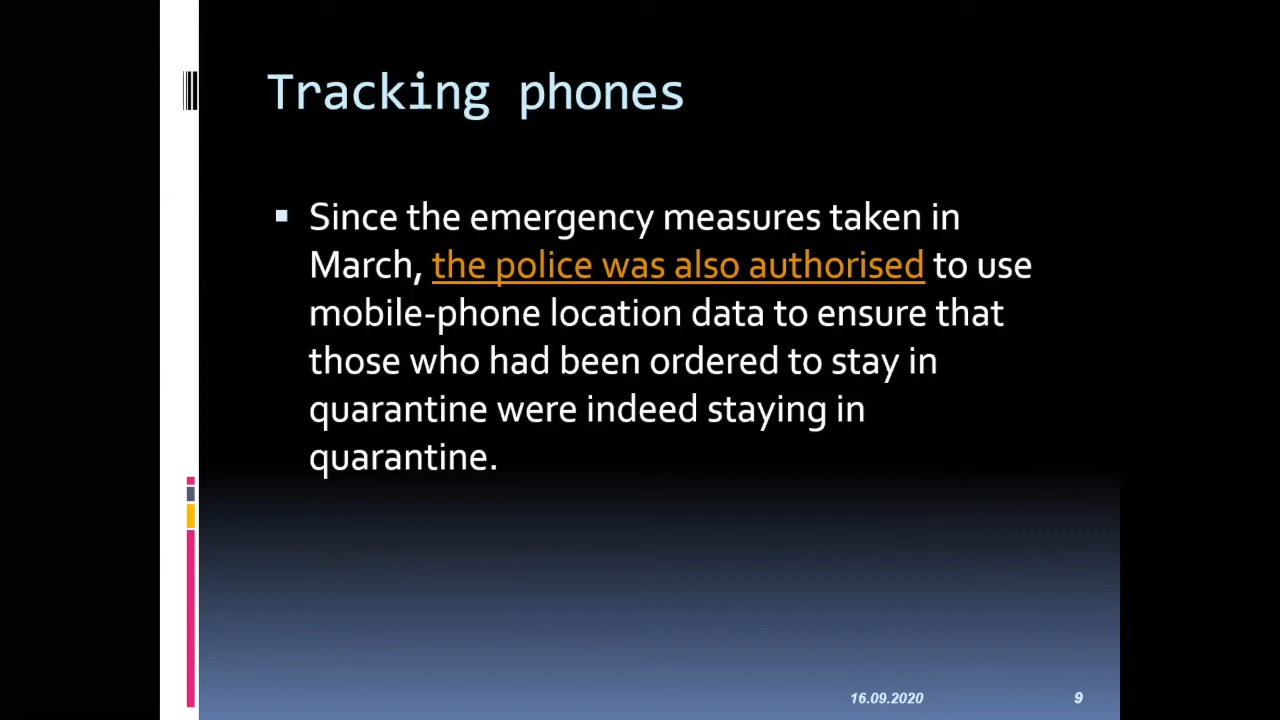 Tracking phones
Since the emergency measures taken in
March, the police was also authorised to use
mobile-phone location data to ensure that
those who had been ordered to stay in
quarantine were indeed staying in
quarantine.
16.09.2020
9